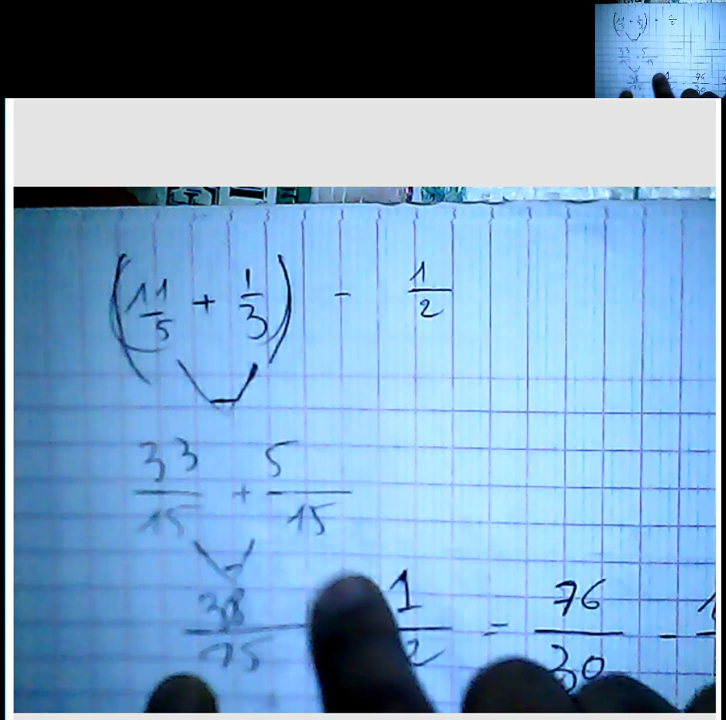 (11/5 + 1/3) - 1/2
33/15 + 5/15
38/15 1/2 = 76/30 -